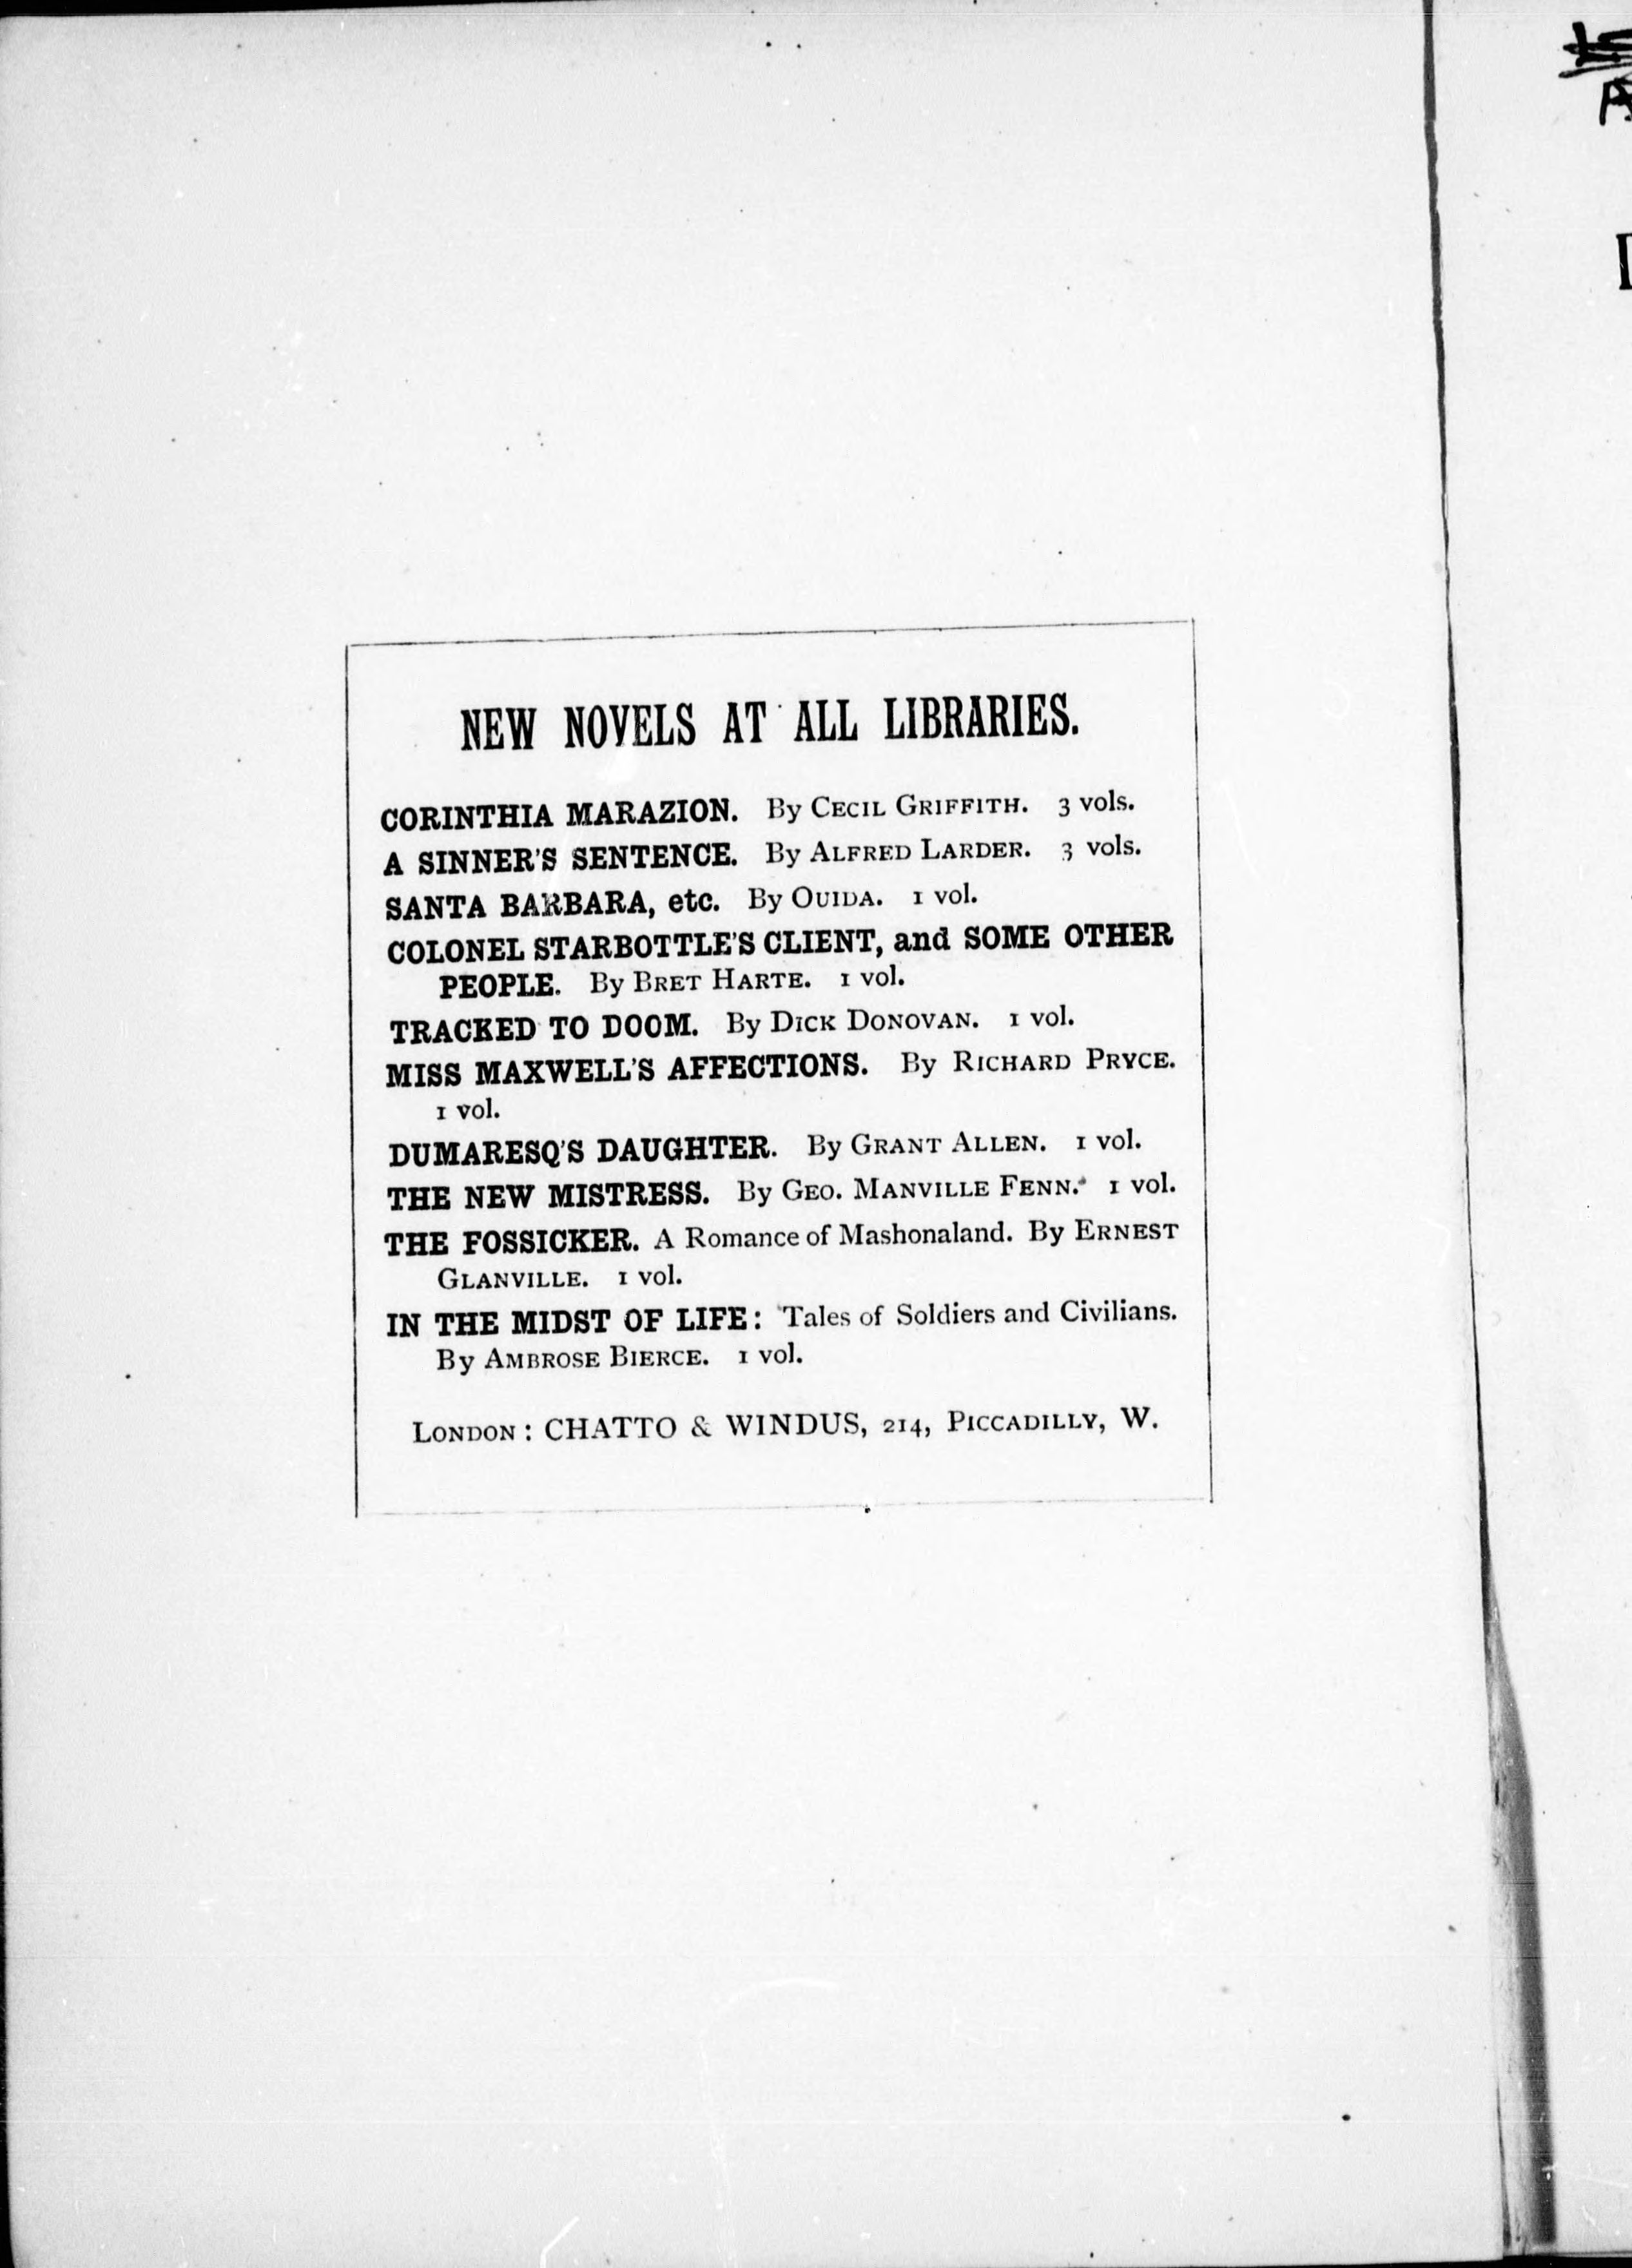 NEW NOVELS AT ALL LIBRARIES.
CORINTHIA MARAZION. By CECIL GRIFFITH. 3 vols.
A SINNER'S SENTENCE. By ALFRED LARDER. 3 vols.
SANTA BARBARA, etc. By OUIDA. 1 vol.
COLONEL STARBOTTLE'S CLIENT, and SOME OTHER
PEOPLE. By BRET HARTE. 1 vol.
TRACKED TO DOOM. By DICK DONOVAN. 1 vol.
MISS MAXWELL'S AFFECTIONS. By RICHARD PRYCE.
1 vol.
DUMARESQ'S DAUGHTER. By GRANT ALLEN. 1 vol.
THE NEW MISTRESS. By GEO. MANVILLE FENN. 1 vol.
THE FOSSICKER. A Romance of Mashonaland. By ERNEST
GLANVILLE. 1 vol.
IN THE MIDST OF LIFE: Tales of Soldiers and Civilians.
By AMBROSE BIERCE. 1 vol.
LONDON: CHATTO & WINDUS, 214, PICCADILLY, W.